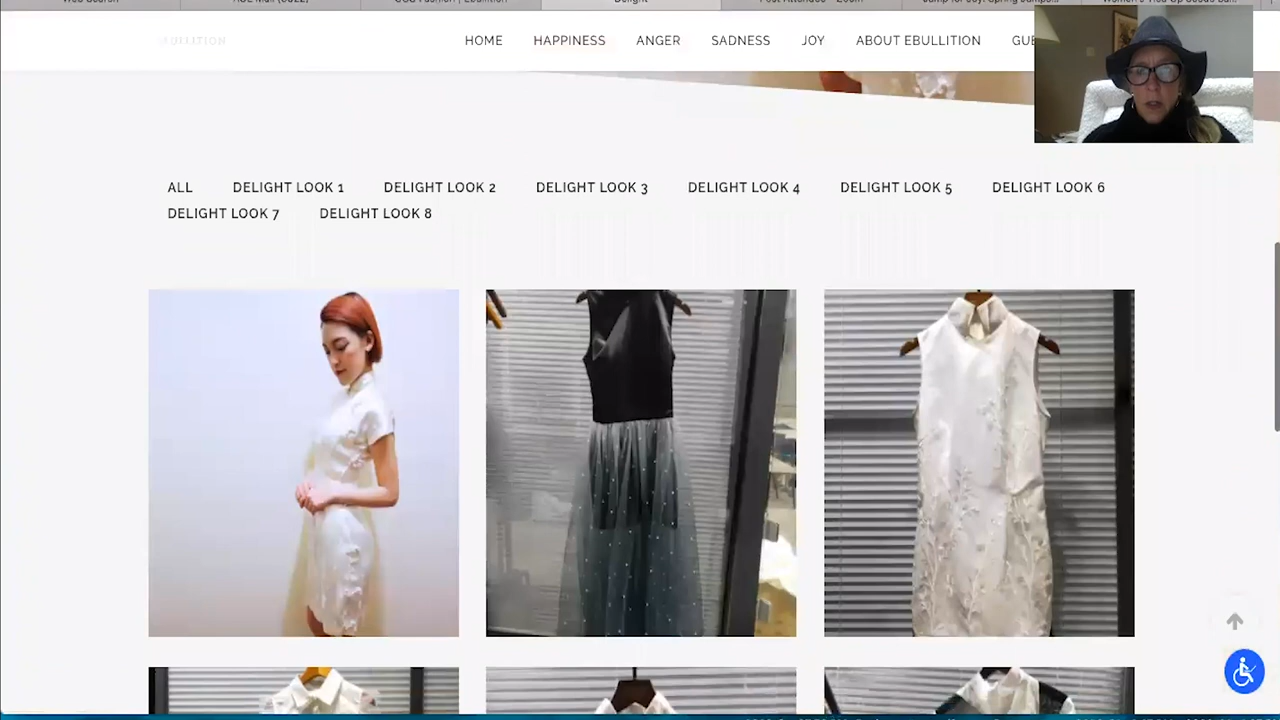 EBULLITION
HOME HAPPINESS ANGER SADNESS JOY ABOUT EBULLITION
ALL DELIGHT LOOK 1 DELIGHT LOOK 2 DELIGHT LOOK 3 DELIGHT LOOK 4 DELIGHT LOOK 5 DELIGHT LOOK 6
DELIGHT LOOK 7 DELIGHT LOOK 8